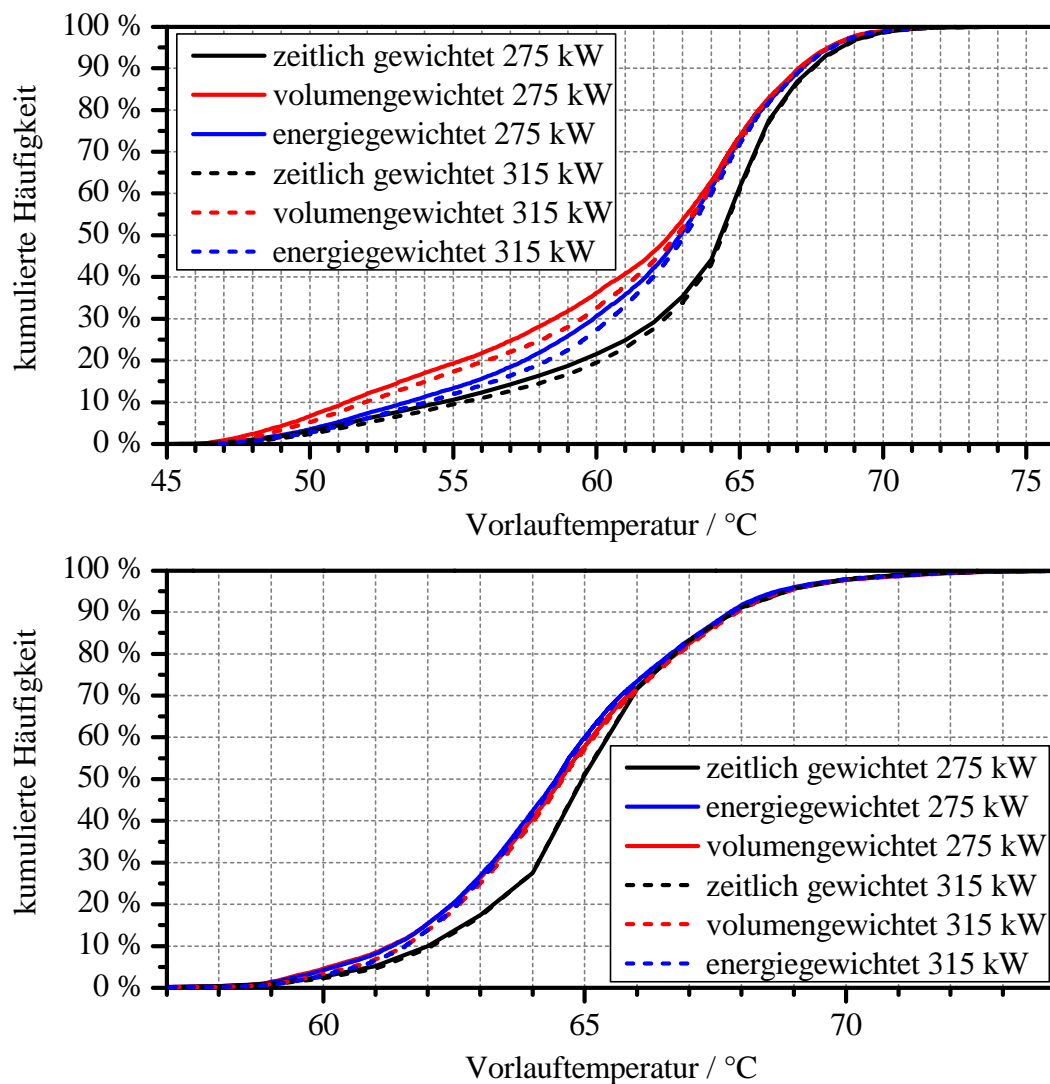 100 %
90 %
80 %
70 %
60 %
50 %
40 %
30 %
20 %
10 %
0 %
kumulierte Häufigkeit
zeitlich gewichtet 275 kW
volumengewichtet 275 kW
energiegewichtet 275 kW
zeitlich gewichtet 315 kW
volumengewichtet 315 kW
energiegewichtet 315 kW
45 50 55 60 65 70 75
Vorlauftemperatur / °C
100 %
90 %
80 %
70 %
60 %
50 %
40 %
30 %
20 %
10 %
0 %
kumulierte Häufigkeit
zeitlich gewichtet 275 kW
energiegewichtet 275 kW
volumengewichtet 275 kW
zeitlich gewichtet 315 kW
volumengewichtet 315 kW
energiegewichtet 315 kW
60 65 70
Vorlauftemperatur / °C